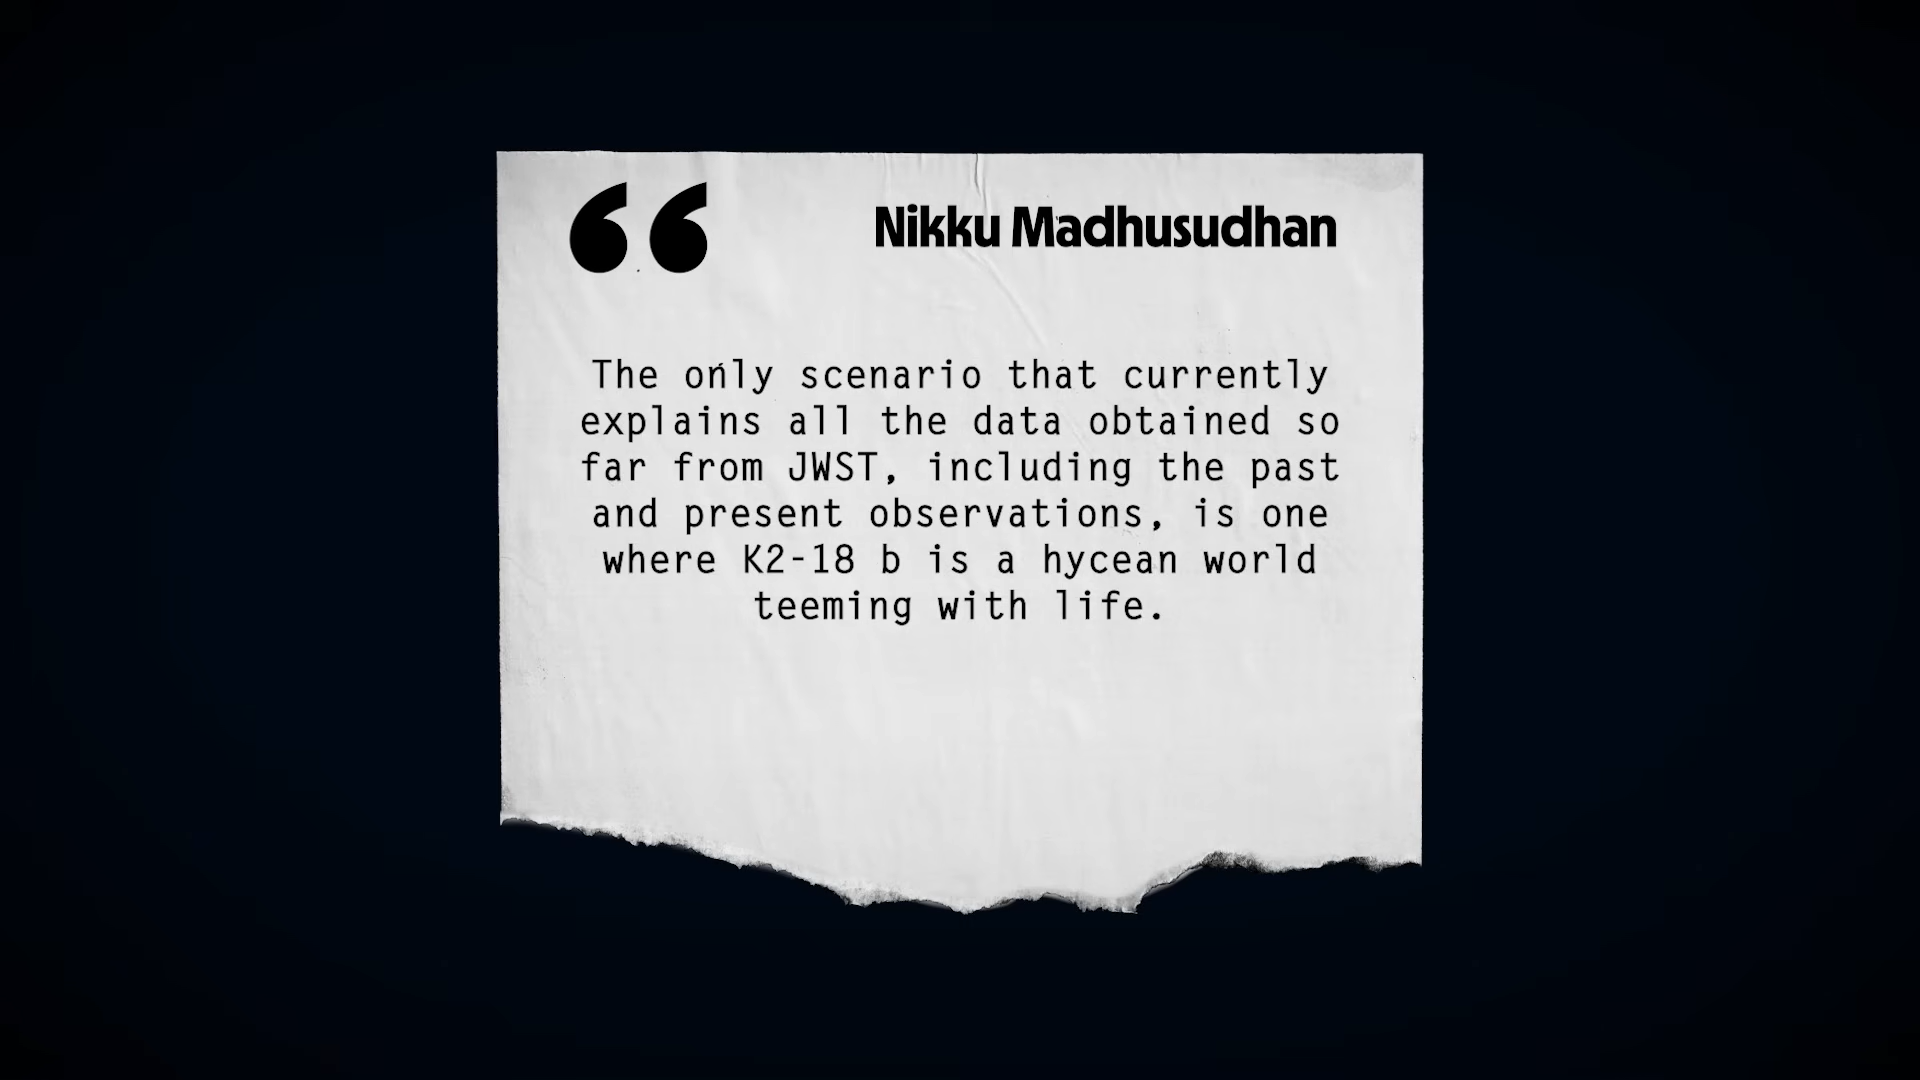 Nikku Madhusudhan
The only scenario that currently
explains all the data obtained so
far from JWST, including the past
and present observations, is one
where K2-18 b is a hycean world
teeming with life.